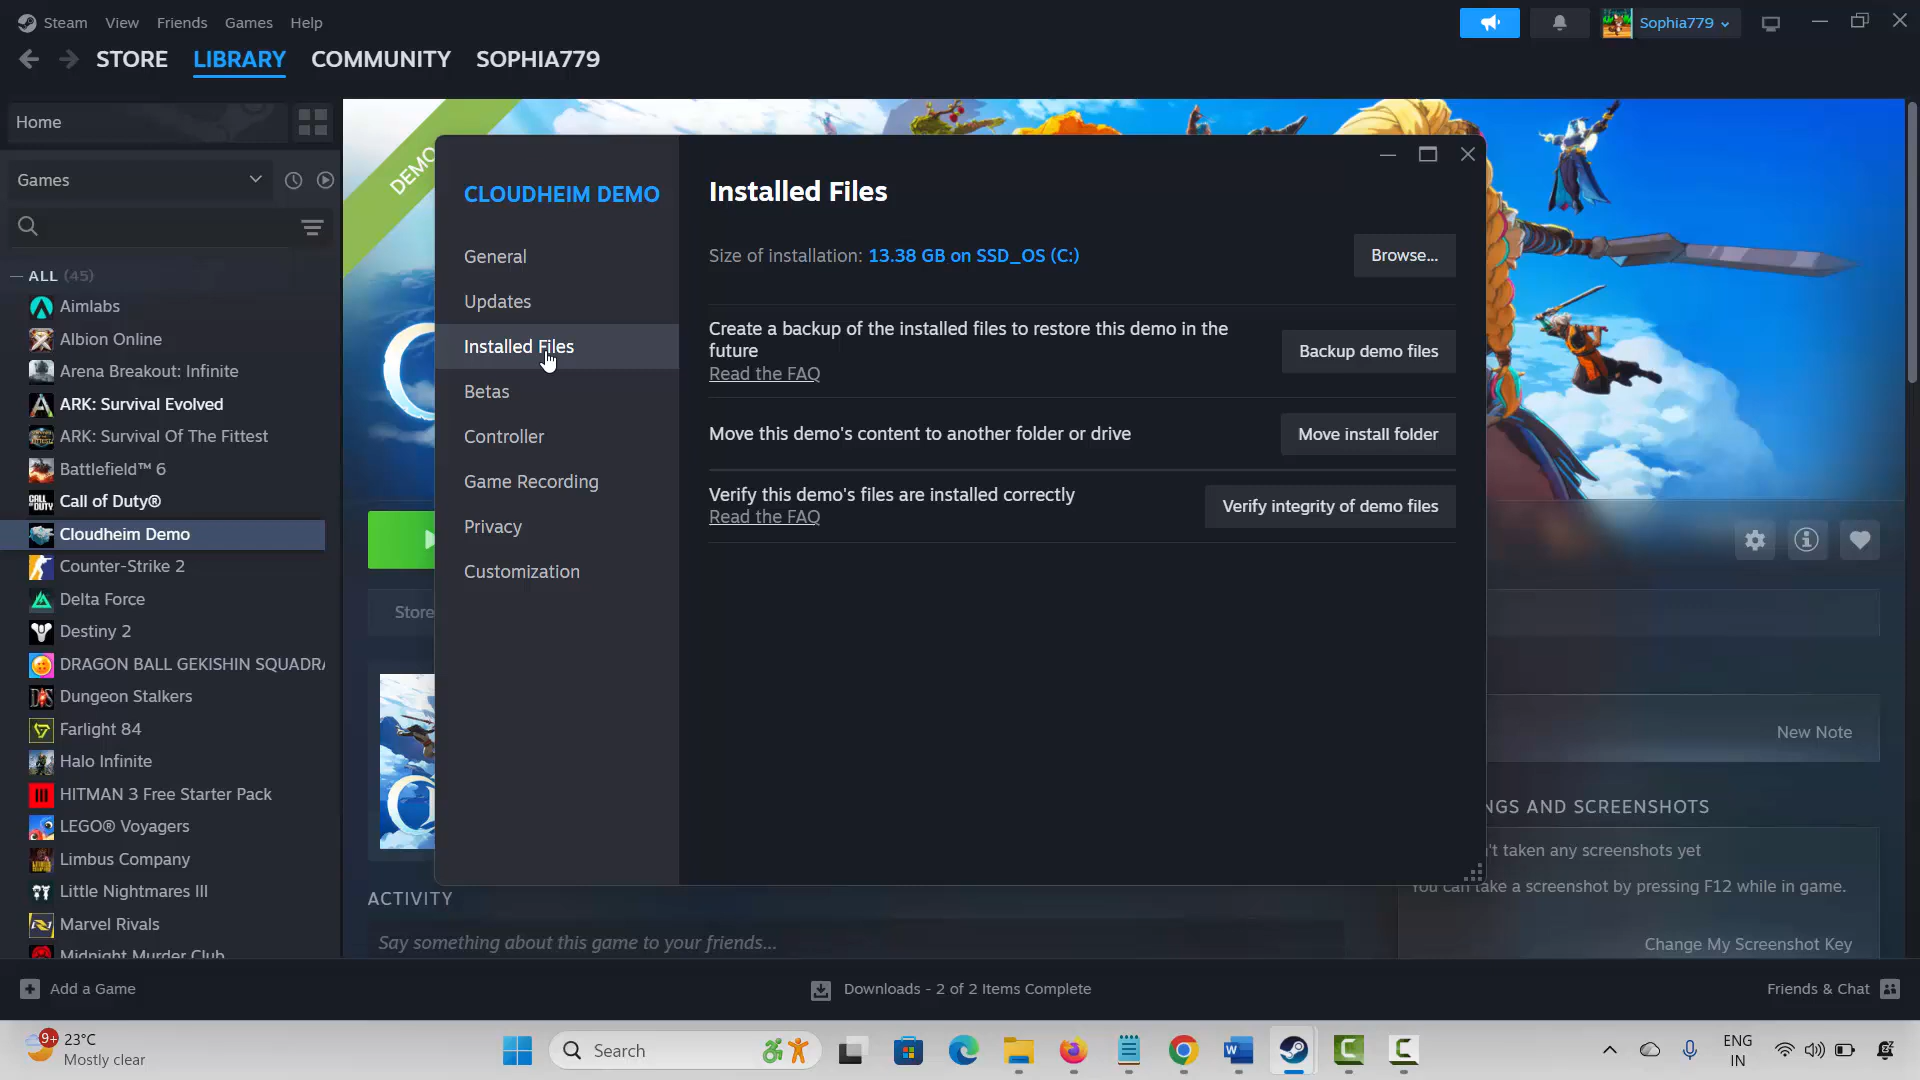 Steam View Friends Games Help
Sophia779
STORE LIBRARY COMMUNITY SOPHIA779
Home
Games
ALL (45)
Aimlabs
Albion Online
Arena Breakout: Infinite
ARK: Survival Evolved
ARK: Survival Of The Fittest
Battlefield™ 6
Call of Duty®
Cloudheim Demo
Counter-Strike 2
Delta Force
Destiny 2
DRAGON BALL GEKISHIN SQUADRA
Dungeon Stalkers
Farlight 84
Halo Infinite
HITMAN 3 Free Starter Pack
LEGO® Voyagers
Limbus Company
Little Nightmares III
Marvel Rivals
Midnight Murder Club
DEMO
CLOUDHEIM DEMO
General
Updates
Installed Files
Betas
Controller
Game Recording
Privacy
Customization
Installed Files
Size of installation: 13.38 GB on SSD_OS (C:)
Browse...
Create a backup of the installed files to restore this demo in the
future
Read the FAQ
Backup demo files
Move this demo's content to another folder or drive
Move install folder
Verify this demo's files are installed correctly
Read the FAQ
Verify integrity of demo files
Store
New Note
NGS AND SCREENSHOTS
't taken any screenshots yet
You can take a screenshot by pressing F12 while in game.
Change My Screenshot Key
ACTIVITY
Say something about this game to your friends...
Add a Game
Downloads - 2 of 2 Items Complete
Friends & Chat
9+
23°C
Mostly clear
Search
ENG
IN